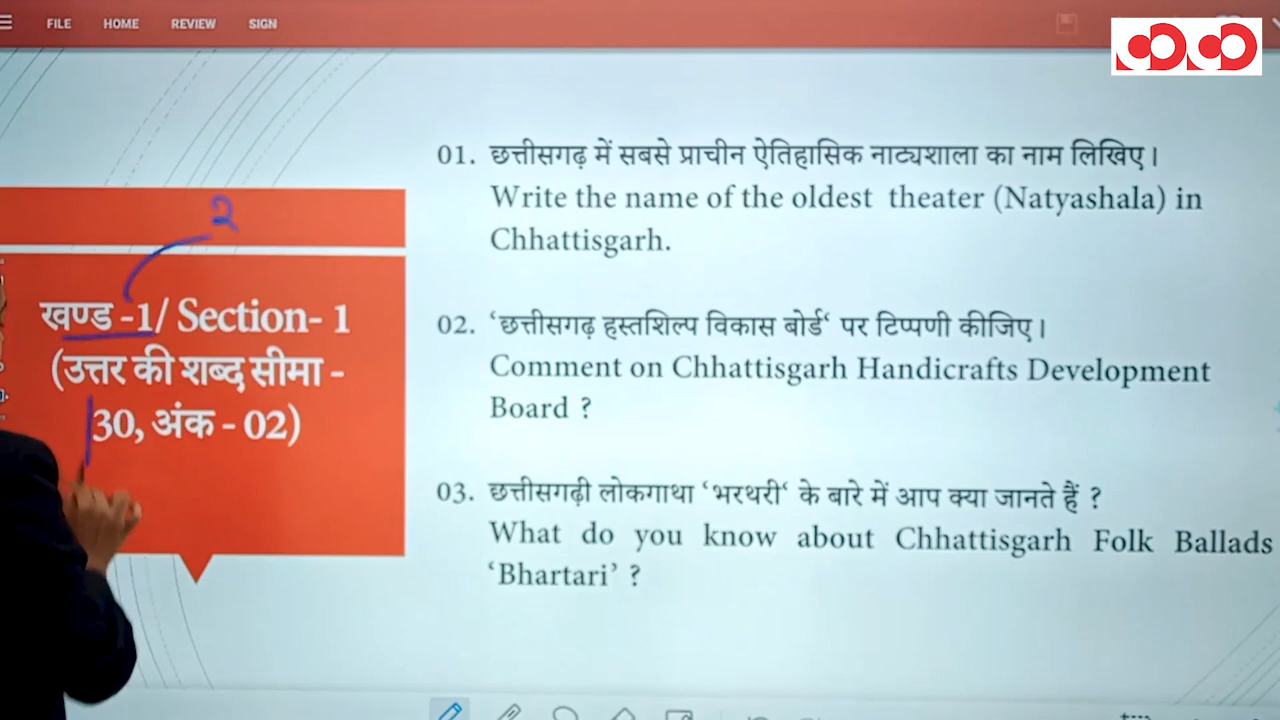 FILE HOME REVIEW SIGN
२
खण्ड -1/ Section- 1
(उत्तर की शब्द सीमा -
30, अंक - 02)
01. छत्तीसगढ़ में सबसे प्राचीन ऐतिहासिक नाट्यशाला का नाम लिखिए।
Write the name of the oldest theater (Natyashala) in
Chhattisgarh.
02. ‘छत्तीसगढ़ हस्तशिल्प विकास बोर्ड‘ पर टिप्पणी कीजिए।
Comment on Chhattisgarh Handicrafts Development
Board ?
03. छत्तीसगढ़ी लोकगाथा ‘भरथरी‘ के बारे में आप क्या जानते हैं ?
What do you know about Chhattisgarh Folk Ballads
‘Bhartari’ ?